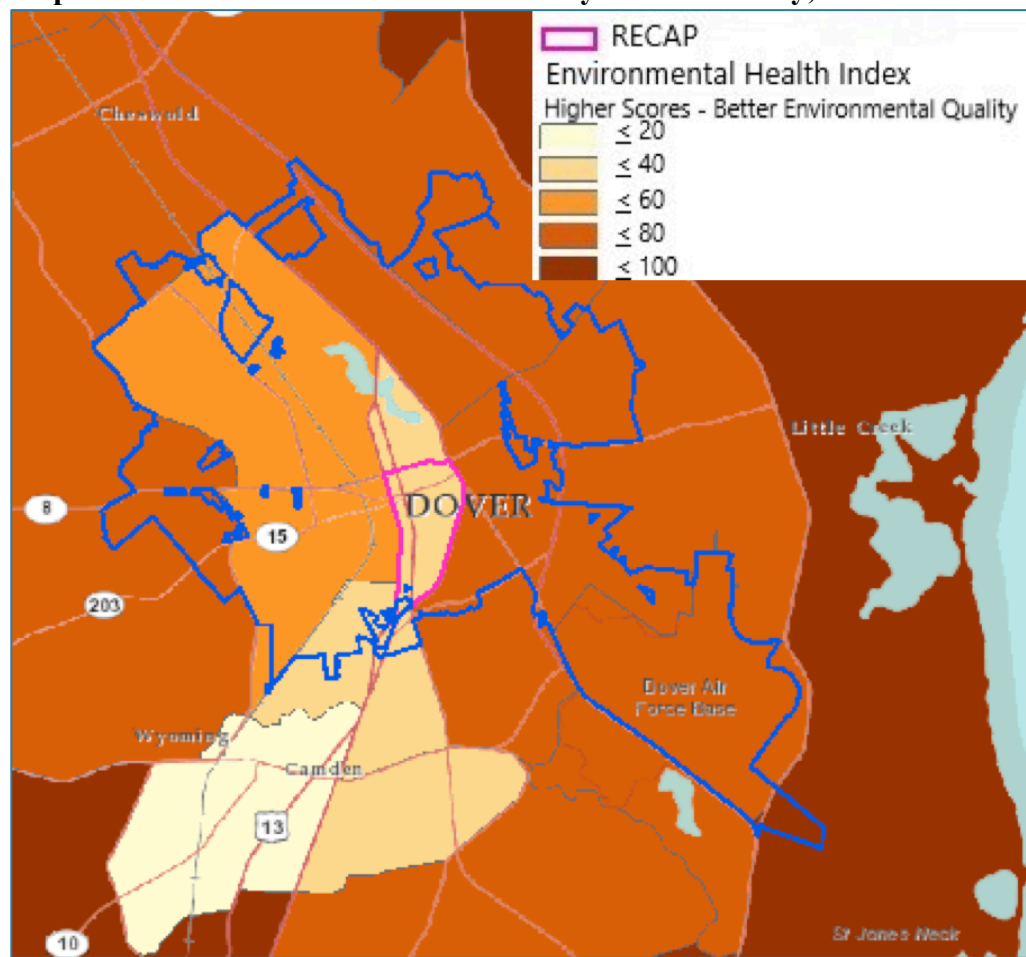 RECAP
Environmental Health Index
Higher Scores - Better Environmental Quality
≤ 20
≤ 40
≤ 60
≤ 80
≤ 100
Cheswold
Little Creek
DOVER
8
15
203
Dover Air
Force Base
Wyoming
Camden
13
10
St Jones Neck